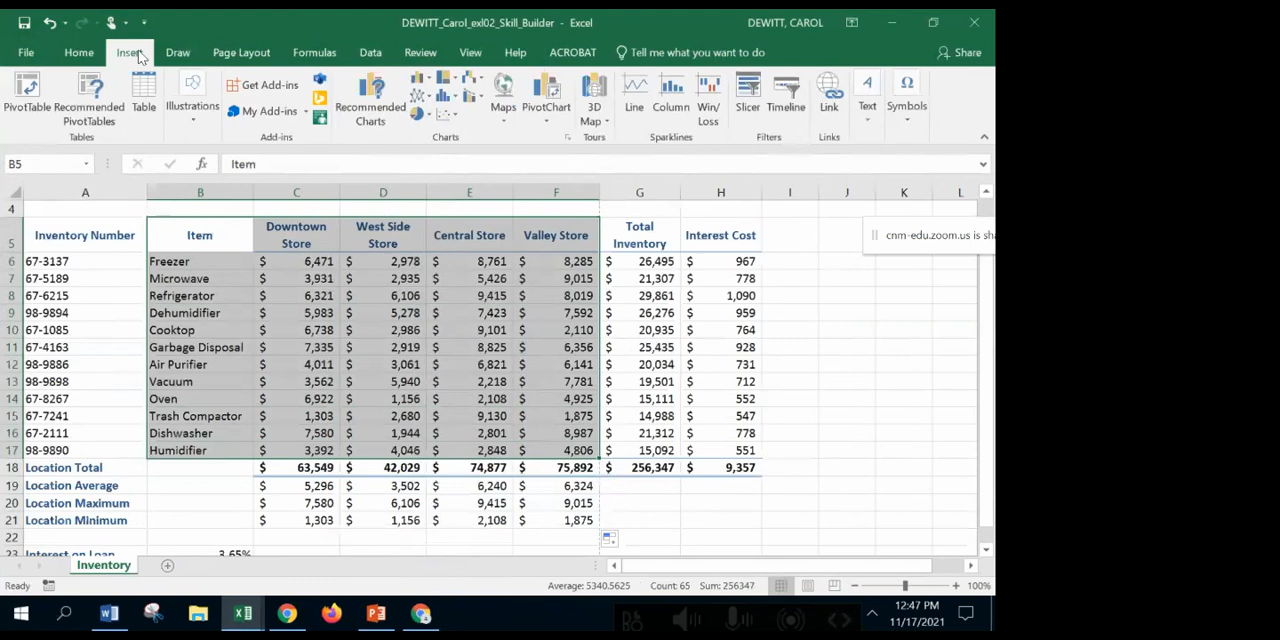 DEWITT_Carol_exl02_Skill_Builder - Excel
DEWITT, CAROL
File Home Insert Draw Page Layout Formulas Data Review View Help ACROBAT Tell me what you want to do Share
PivotTable Recommended PivotTables Table Illustrations Get Add-ins My Add-ins Recommended Charts Maps PivotChart 3D Map Line Column Win/ Loss Slicer Timeline Link Text Symbols
Tables Add-ins Charts Tours Sparklines Filters Links
B5 fx Item
A B C D E F G H I J K L
4
5 Inventory Number Item Downtown Store West Side Store Central Store Valley Store Total Inventory Interest Cost
cnm-edu.zoom.us is sha
6 67-3137 Freezer $ 6,471 $ 2,978 $ 8,761 $ 8,285 $ 26,495 $ 967
7 67-5189 Microwave $ 3,931 $ 2,935 $ 5,426 $ 9,015 $ 21,307 $ 778
8 67-6215 Refrigerator $ 6,321 $ 6,106 $ 9,415 $ 8,019 $ 29,861 $ 1,090
9 98-9894 Dehumidifier $ 5,983 $ 5,278 $ 7,423 $ 7,592 $ 26,276 $ 959
10 67-1085 Cooktop $ 6,738 $ 2,986 $ 9,101 $ 2,110 $ 20,935 $ 764
11 67-4163 Garbage Disposal $ 7,335 $ 2,919 $ 8,825 $ 6,356 $ 25,435 $ 928
12 98-9886 Air Purifier $ 4,011 $ 3,061 $ 6,821 $ 6,141 $ 20,034 $ 731
13 98-9898 Vacuum $ 3,562 $ 5,940 $ 2,218 $ 7,781 $ 19,501 $ 712
14 67-8267 Oven $ 6,922 $ 1,156 $ 2,108 $ 4,925 $ 15,111 $ 552
15 67-7241 Trash Compactor $ 1,303 $ 2,680 $ 9,130 $ 1,875 $ 14,988 $ 547
16 67-2111 Dishwasher $ 7,580 $ 1,944 $ 2,801 $ 8,987 $ 21,312 $ 778
17 98-9890 Humidifier $ 3,392 $ 4,046 $ 2,848 $ 4,806 $ 15,092 $ 551
18 Location Total $ 63,549 $ 42,029 $ 74,877 $ 75,892 $ 256,347 $ 9,357
19 Location Average $ 5,296 $ 3,502 $ 6,240 $ 6,324
20 Location Maximum $ 7,580 $ 6,106 $ 9,415 $ 9,015
21 Location Minimum $ 1,303 $ 1,156 $ 2,108 $ 1,875
22
23 Interest on Loan 3.65%
Inventory
Ready Average: 5340.5625 Count: 65 Sum: 256347 100%
12:47 PM
11/17/2021